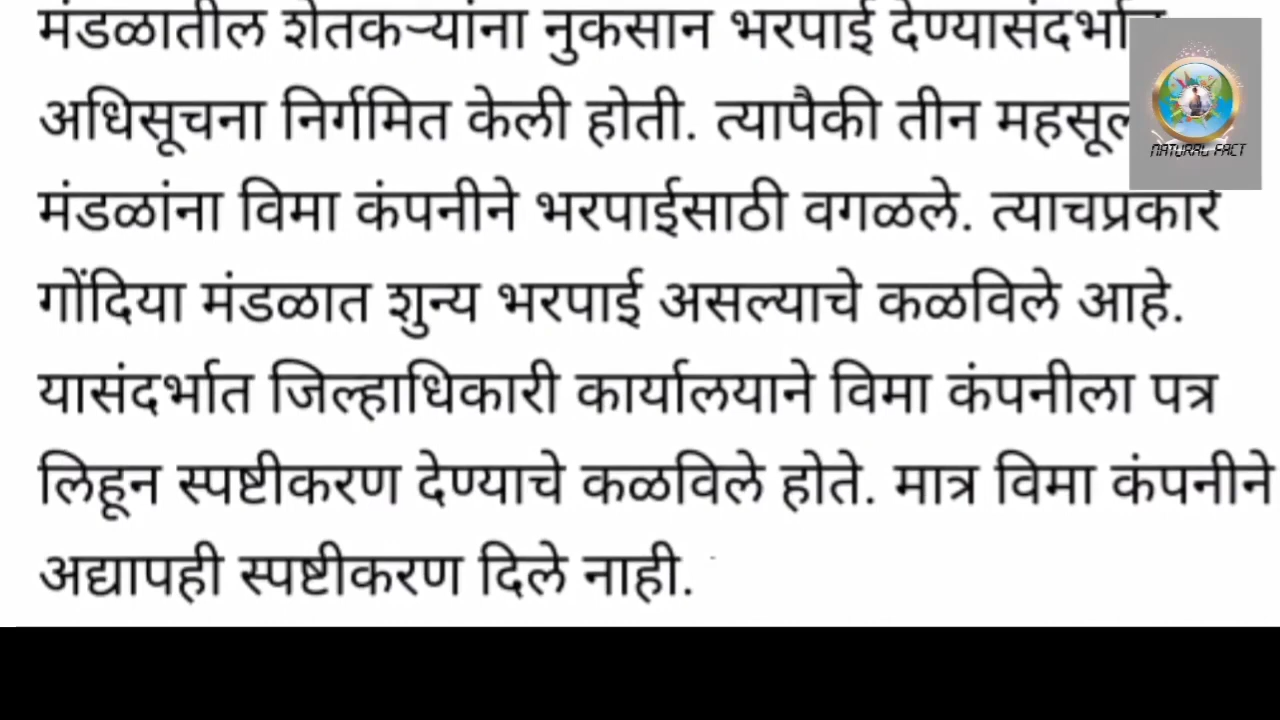 मंडळातील शेतकऱ्यांना नुकसान भरपाई देण्यासंदर्भात
अधिसूचना निर्गमित केली होती. त्यापैकी तीन महसूल
मंडळांना विमा कंपनीने भरपाईसाठी वगळले. त्याचप्रकारे
गोंदिया मंडळात शुन्य भरपाई असल्याचे कळविले आहे.
यासंदर्भात जिल्हाधिकारी कार्यालयाने विमा कंपनीला पत्र
लिहून स्पष्टीकरण देण्याचे कळविले होते. मात्र विमा कंपनीने
अद्यापही स्पष्टीकरण दिले नाही.
NATURAL FACT